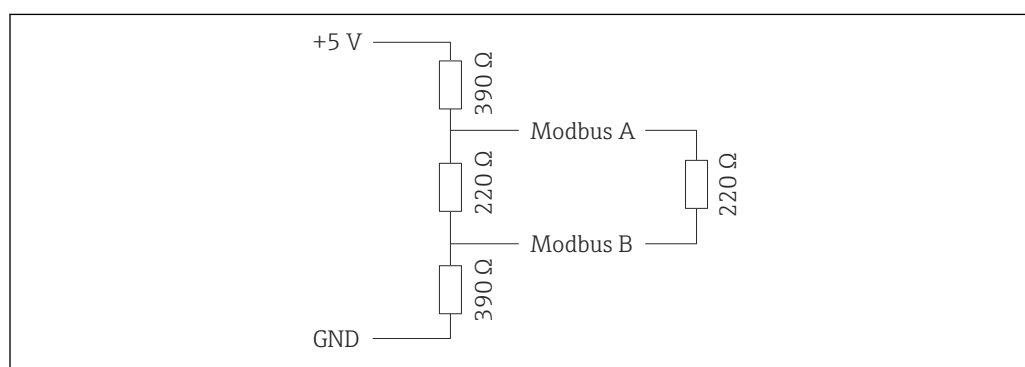 +5 V
390 Ω
Modbus A
220 Ω
220 Ω
Modbus B
390 Ω
GND